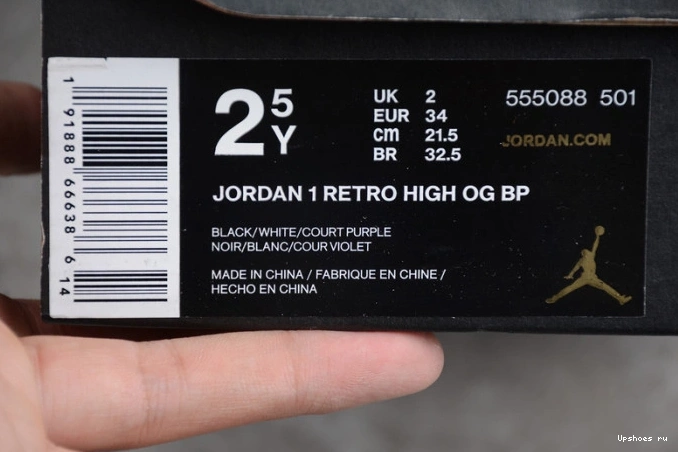 1 91888 66638 6 14
2 5 Y
UK 2
EUR 34
cm 21.5
BR 32.5
555088 501
JORDAN.COM
JORDAN 1 RETRO HIGH OG BP
BLACK/WHITE/COURT PURPLE
NOIR/BLANC/COUR VIOLET
MADE IN CHINA / FABRIQUE EN CHINE /
HECHO EN CHINA
Upshoes ru